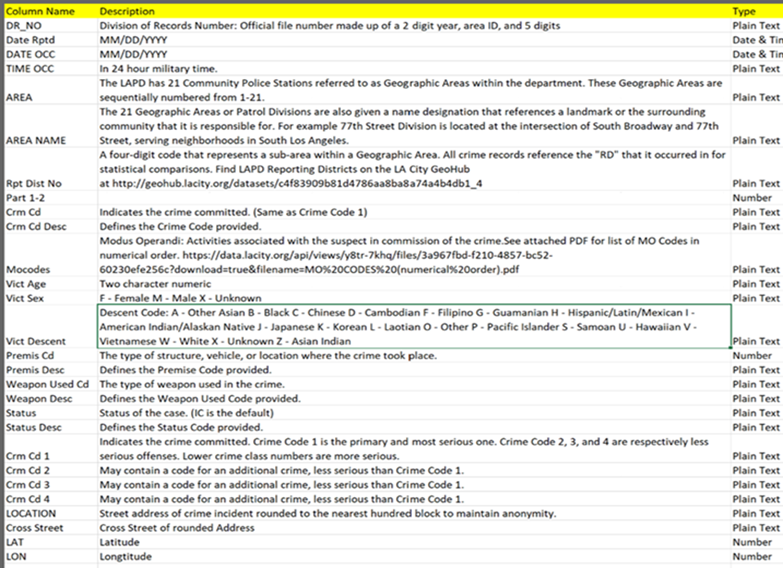 Column Name Description Type
DR_NO Division of Records Number: Official file number made up of a 2 digit year, area ID, and 5 digits Plain Text
Date Rptd MM/DD/YYYY Date & Tim
DATE OCC MM/DD/YYYY Date & Tim
TIME OCC In 24 hour military time. Plain Text
The LAPD has 21 Community Police Stations referred to as Geographic Areas within the department. These Geographic Areas are
AREA sequentially numbered from 1-21. Plain Text
The 21 Geographic Areas or Patrol Divisions are also given a name designation that references a landmark or the surrounding
community that it is responsible for. For example 77th Street Division is located at the intersection of South Broadway and 77th
AREA NAME Street, serving neighborhoods in South Los Angeles. Plain Text
A four-digit code that represents a sub-area within a Geographic Area. All crime records reference the "RD" that it occurred in for
statistical comparisons. Find LAPD Reporting Districts on the LA City GeoHub
Rpt Dist No at http://geohub.lacity.org/datasets/c4f83909b81d4786aa8ba8a74a4b4db1_4 Plain Text
Part 1-2 Number
Crm Cd Indicates the crime committed. (Same as Crime Code 1) Plain Text
Crm Cd Desc Defines the Crime Code provided. Plain Text
Modus Operandi: Activities associated with the suspect in commission of the crime.See attached PDF for list of MO Codes in
numerical order. https://data.lacity.org/api/views/y8tr-7khq/files/3a967fbd-f210-4857-bc52-
Mocodes 60230efe256c?download=true&filename=MO%20CODES%20(numerical%20order).pdf Plain Text
Vict Age Two character numeric Plain Text
Vict Sex F - Female M - Male X - Unknown Plain Text
Descent Code: A - Other Asian B - Black C - Chinese D - Cambodian F - Filipino G - Guamanian H - Hispanic/Latin/Mexican I -
American Indian/Alaskan Native J - Japanese K - Korean L - Laotian O - Other P - Pacific Islander S - Samoan U - Hawaiian V -
Vict Descent Vietnamese W - White X - Unknown Z - Asian Indian Plain Text
Premis Cd The type of structure, vehicle, or location where the crime took place. Number
Premis Desc Defines the Premise Code provided. Plain Text
Weapon Used Cd The type of weapon used in the crime. Plain Text
Weapon Desc Defines the Weapon Used Code provided. Plain Text
Status Status of the case. (IC is the default) Plain Text
Status Desc Defines the Status Code provided. Plain Text
Indicates the crime committed. Crime Code 1 is the primary and most serious one. Crime Code 2, 3, and 4 are respectively less
Crm Cd 1 serious offenses. Lower crime class numbers are more serious. Plain Text
Crm Cd 2 May contain a code for an additional crime, less serious than Crime Code 1. Plain Text
Crm Cd 3 May contain a code for an additional crime, less serious than Crime Code 1. Plain Text
Crm Cd 4 May contain a code for an additional crime, less serious than Crime Code 1. Plain Text
LOCATION Street address of crime incident rounded to the nearest hundred block to maintain anonymity. Plain Text
Cross Street Cross Street of rounded Address Plain Text
LAT Latitude Number
LON Longtitude Number